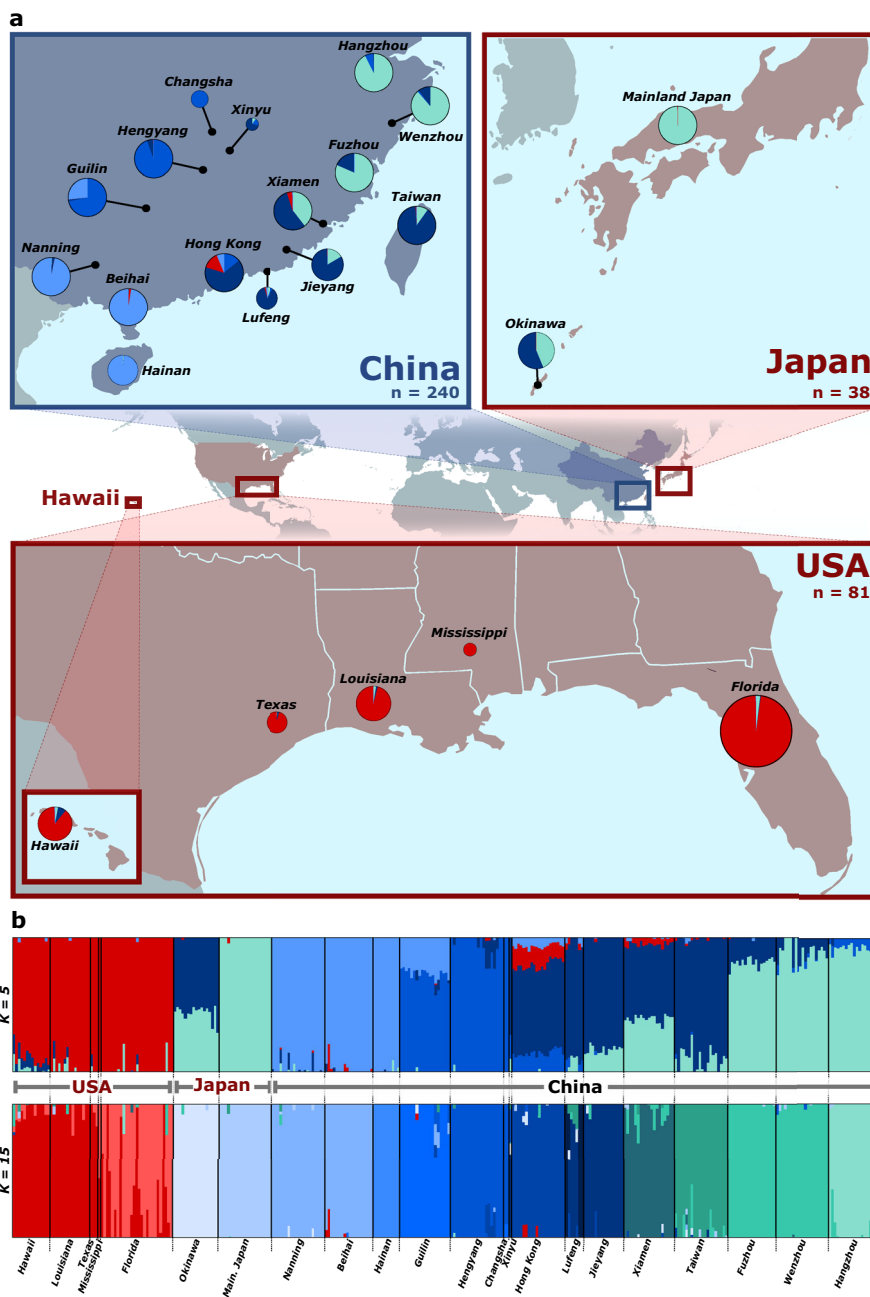 a
Hangzhou
Changsha
Xinyu
Wenzhou
Hengyang
Fuzhou
Guilin
Xiamen
Taiwan
Nanning
Hong Kong
Jieyang
Beihai
Lufeng
Hainan
China
n = 240
Mainland Japan
Okinawa
Japan
n = 38
Hawaii
USA
n = 81
Mississippi
Louisiana
Texas
Florida
Hawaii
b
K = 5
USA
Japan
China
K = 15
Hawaii
Louisiana
Texas
Mississippi
Florida
Okinawa
Main. Japan
Nanning
Beihai
Hainan
Guilin
Hengyang
Changsha
Xinyu
Hong Kong
Lufeng
Jieyang
Xiamen
Taiwan
Fuzhou
Wenzhou
Hangzhou